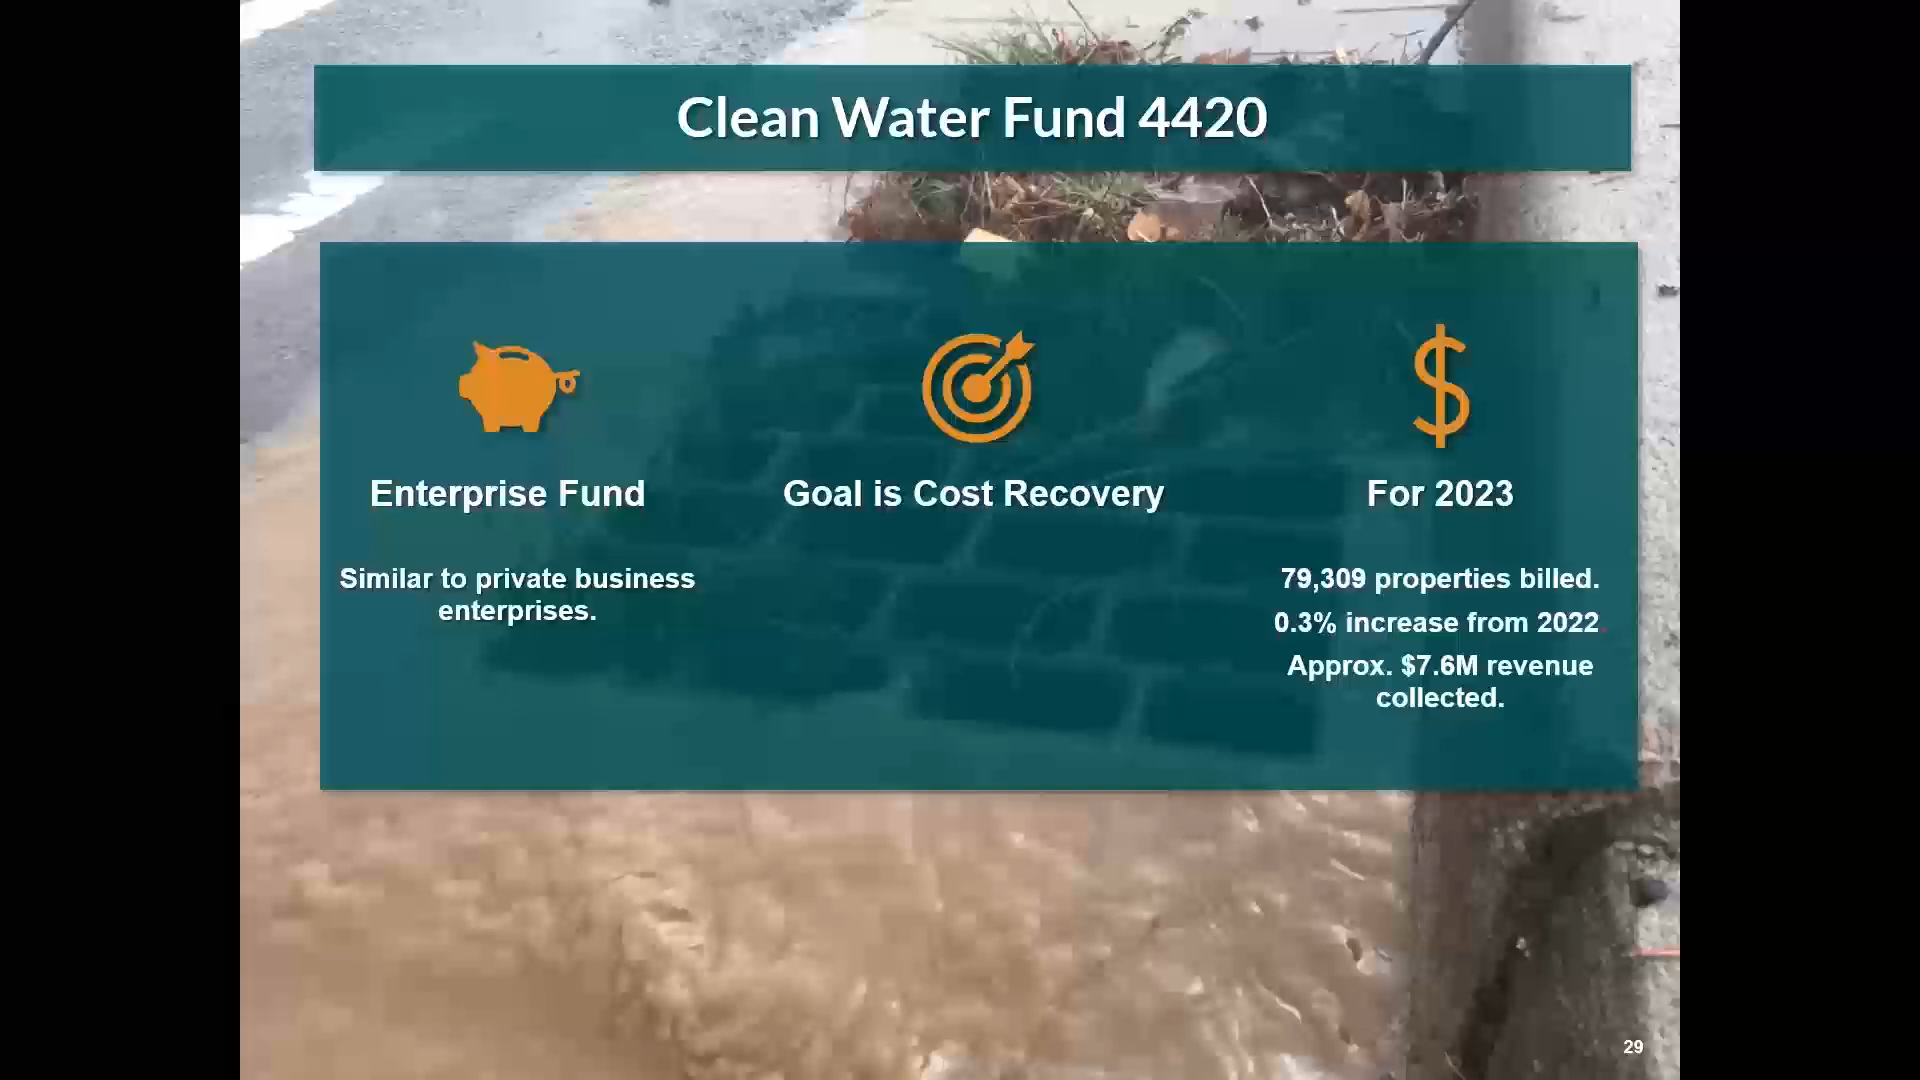 Clean Water Fund 4420
Enterprise Fund
Similar to private business
enterprises.
Goal is Cost Recovery
For 2023
79,309 properties billed.
0.3% increase from 2022.
Approx. $7.6M revenue
collected.
29